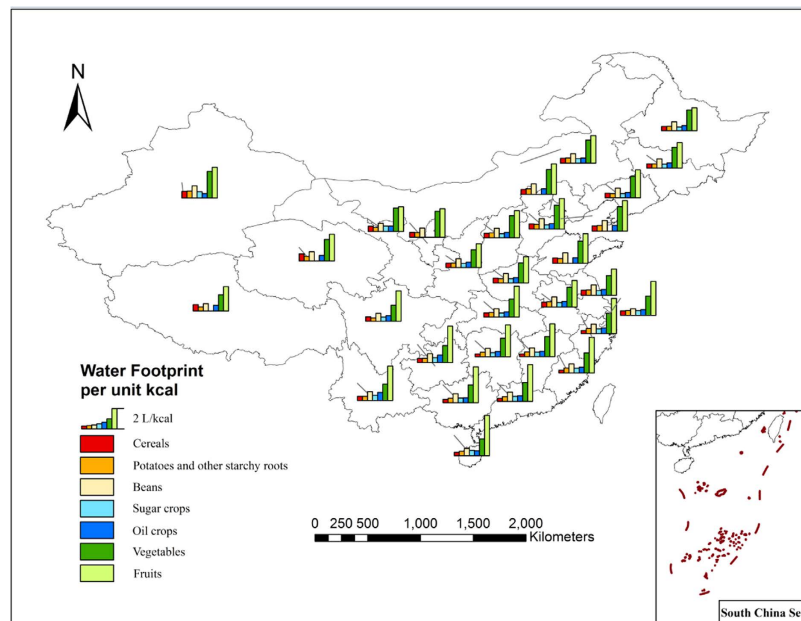 N
Water Footprint
per unit kcal
2 L/kcal
Cereals
Potatoes and other starchy roots
Beans
Sugar crops
Oil crops
Vegetables
Fruits
0 250 500 1,000 1,500 2,000
Kilometers
South China Se